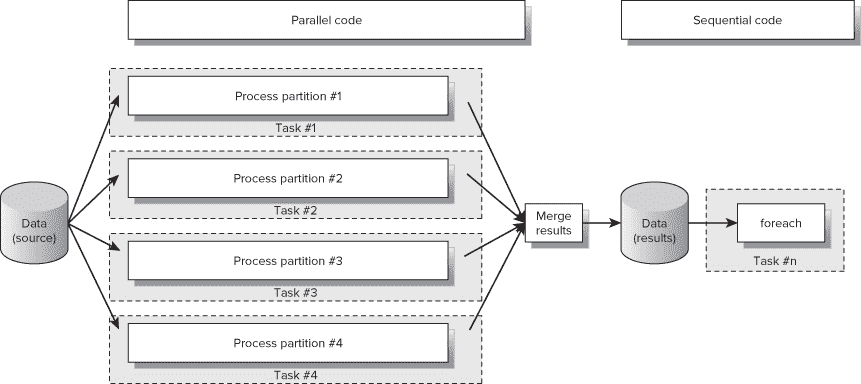 Parallel code
Sequential code
Process partition #1
Task #1
Process partition #2
Task #2
Process partition #3
Task #3
Process partition #4
Task #4
Data
(source)
Merge
results
Data
(results)
foreach
Task #n